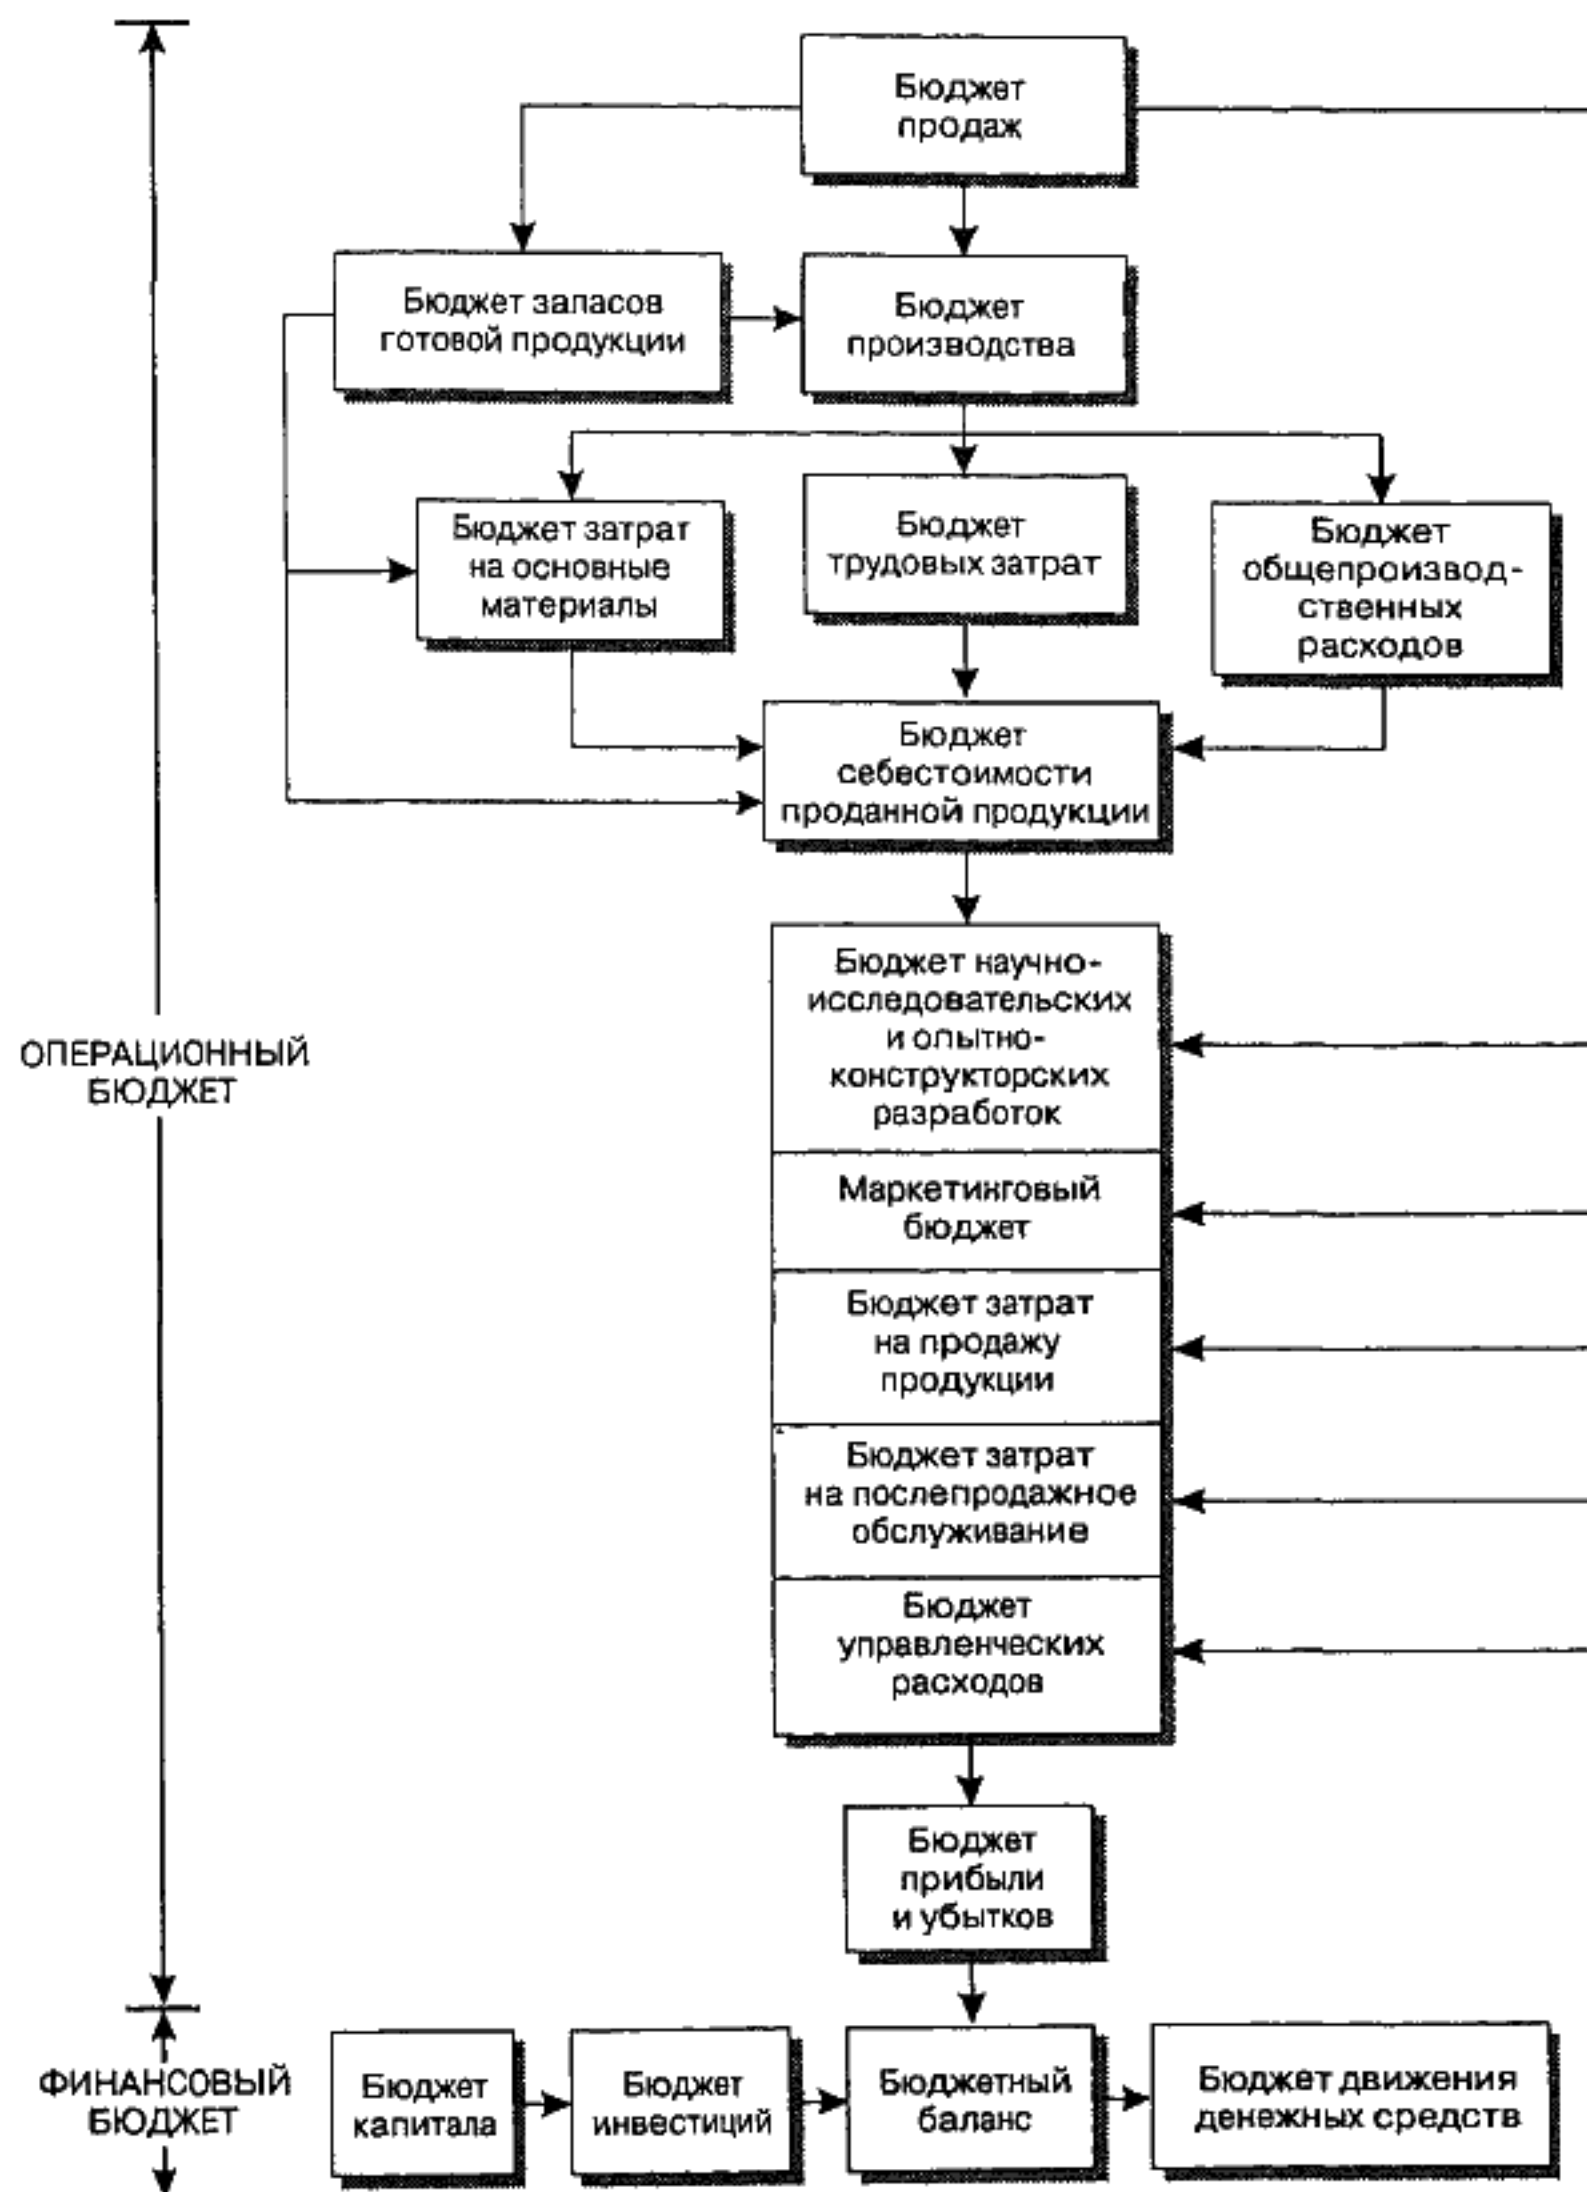 Бюджет
продаж
Бюджет запасов
готовой продукции
Бюджет
производства
Бюджет затрат
на основные
материалы
Бюджет
трудовых затрат
Бюджет
общепроизвод-
ственных
расходов
Бюджет
себестоимости
проданной продукции
Бюджет научно-
исследовательских
и опытно-
конструкторских
разработок
ОПЕРАЦИОННЫЙ
БЮДЖЕТ
Маркетинговый
бюджет
Бюджет затрат
на продажу
продукции
Бюджет затрат
на послепродажное
обслуживание
Бюджет
управленческих
расходов
Бюджет
прибыли
и убытков
ФИНАНСОВЫЙ
БЮДЖЕТ
Бюджет
капитала
Бюджет
инвестиций
Бюджетный
баланс
Бюджет движения
денежных средств